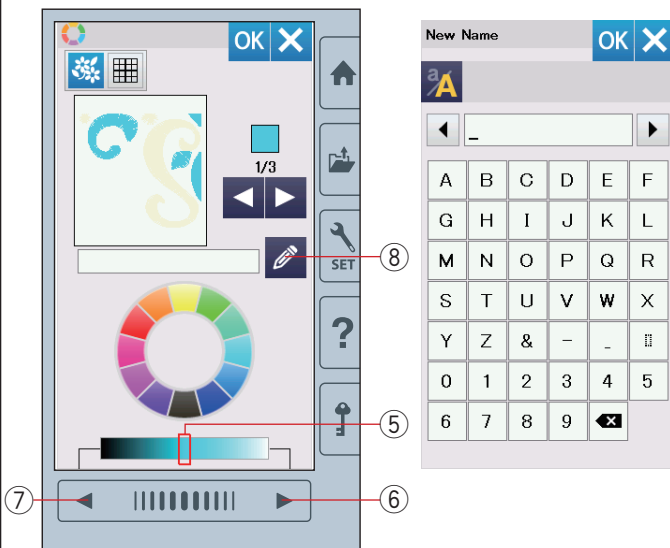 OK
1/3
SET
?
⑧
⑤
⑦
⑥
New Name
OK
a/A
_
A B C D E F
G H I J K L
M N O P Q R
S T U V W X
Y Z & - _
0 1 2 3 4 5
6 7 8 9